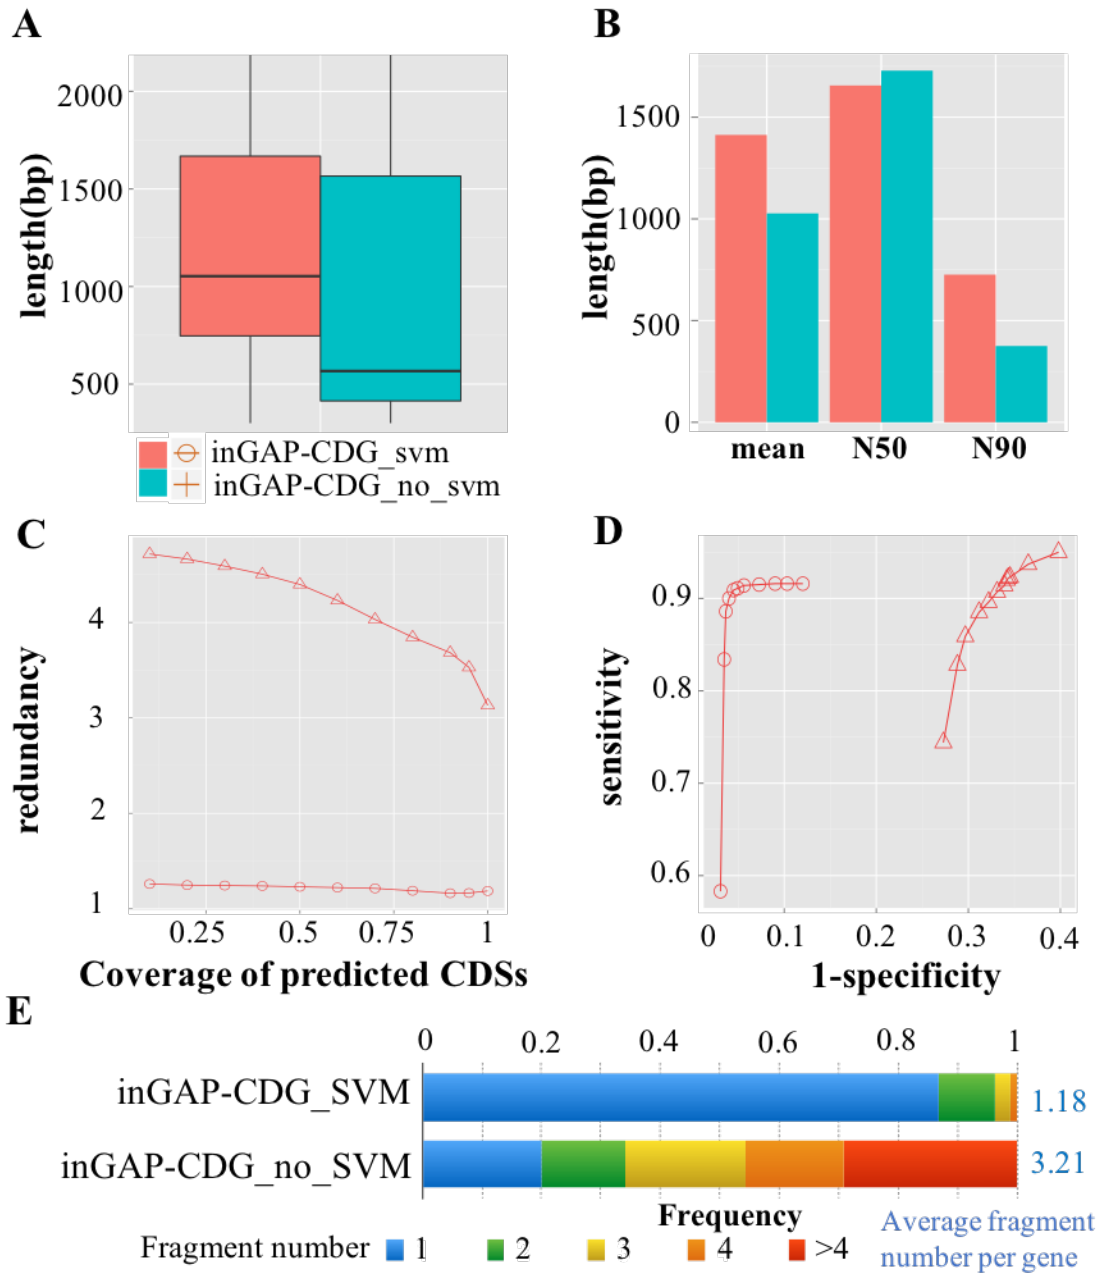 A
length(bp)
2000
1500
1000
500
inGAP-CDG_svm
inGAP-CDG_no_svm
B
length(bp)
1500
1000
500
0
mean N50 N90
C
redundancy
4
3
2
1
0.25 0.5 0.75 1
Coverage of predicted CDSs
D
sensitivity
0.9
0.8
0.7
0.6
0 0.1 0.2 0.3 0.4
1-specificity
E
0 0.2 0.4 0.6 0.8 1
inGAP-CDG_SVM 1.18
inGAP-CDG_no_SVM 3.21
Frequency
Fragment number 1 2 3 4 >4
Average fragment
number per gene